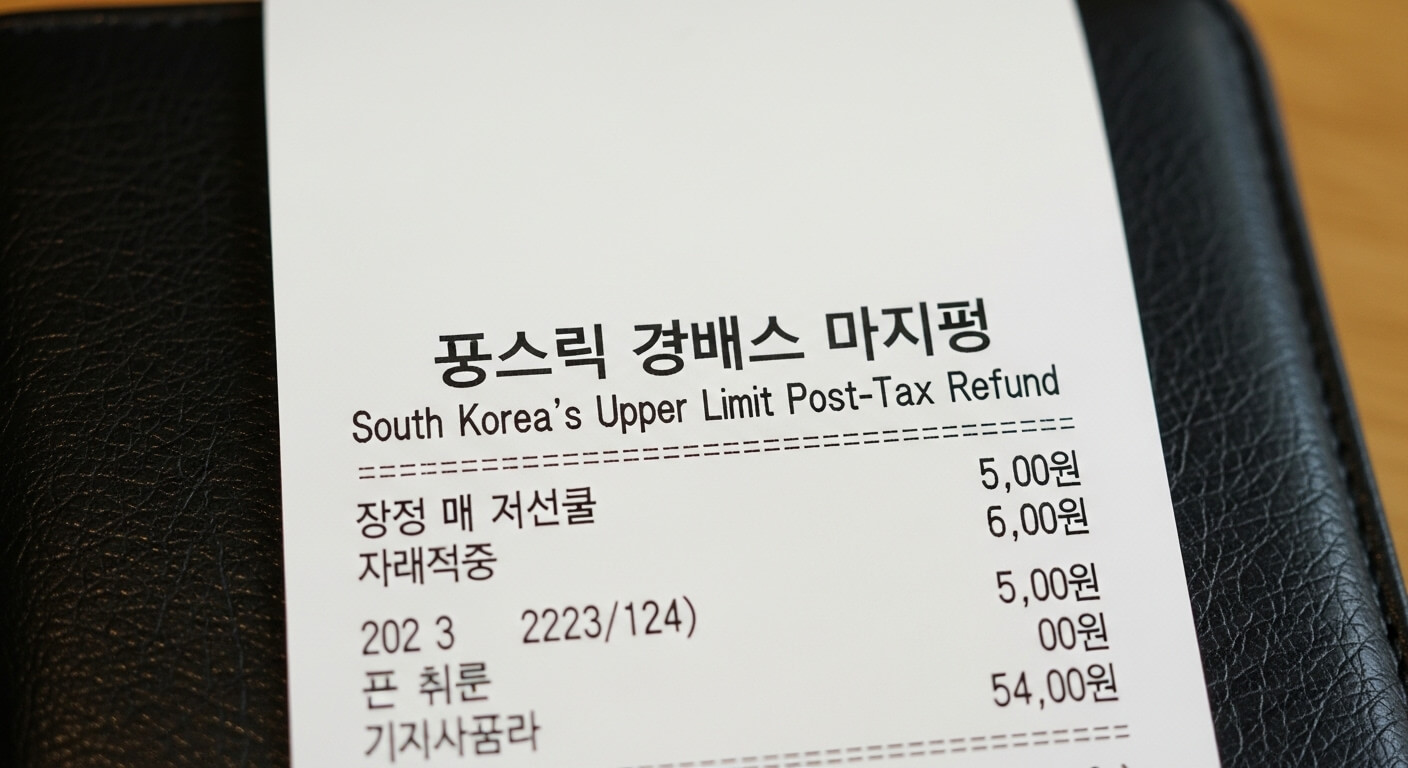 풍스릭 경배스 마지펑
South Korea's Upper Limit Post-Tax Refund
=====================================
5,00원
장정 매 저선쿨
6,00원
자래적중
5,00원
202 3 2223/124)
00원
픈 취룬
54,00원
기지사꿈라